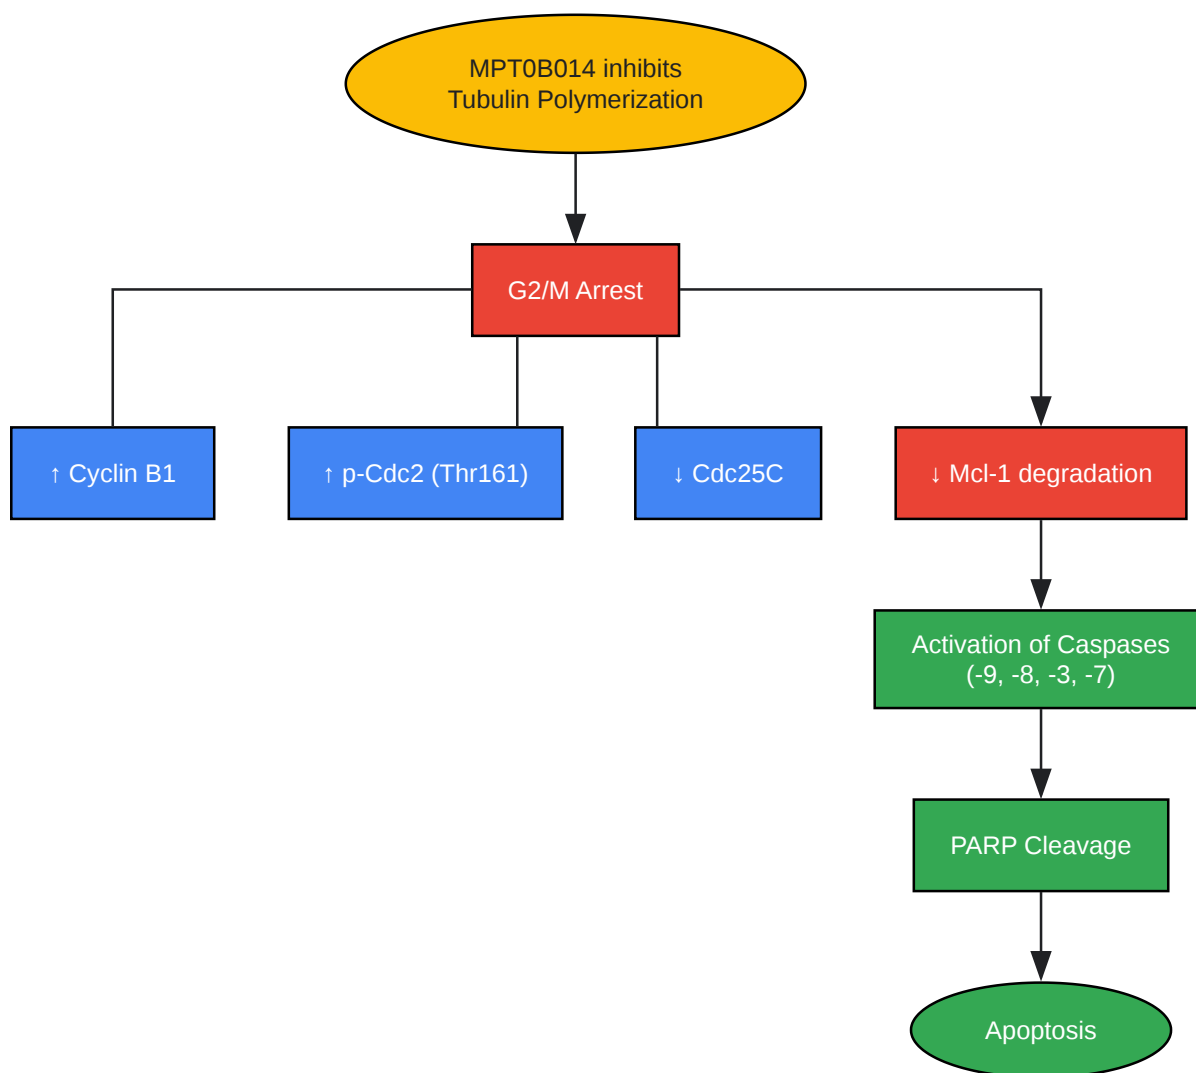 MPT0B014 inhibits
Tubulin Polymerization
G2/M Arrest
↑ Cyclin B1
↑ p-Cdc2 (Thr161)
↓ Cdc25C
↓ Mcl-1 degradation
Activation of Caspases
(-9, -8, -3, -7)
PARP Cleavage
Apoptosis